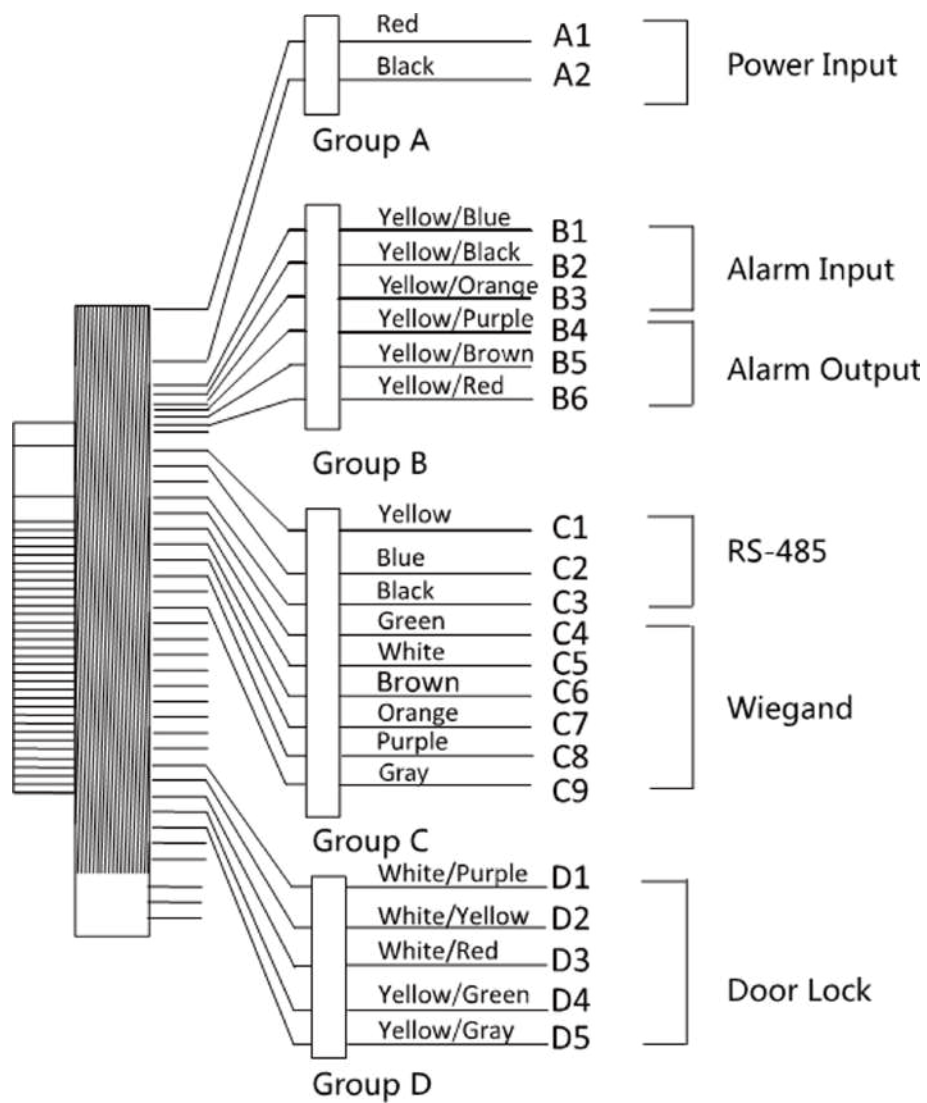 Red A1
Black A2
Power Input
Group A
Yellow/Blue B1
Yellow/Black B2
Yellow/Orange B3
Alarm Input
Yellow/Purple B4
Yellow/Brown B5
Yellow/Red B6
Alarm Output
Group B
Yellow C1
Blue C2
Black C3
RS-485
Green C4
White C5
Brown C6
Orange C7
Purple C8
Gray C9
Wiegand
Group C
White/Purple D1
White/Yellow D2
White/Red D3
Yellow/Green D4
Yellow/Gray D5
Door Lock
Group D